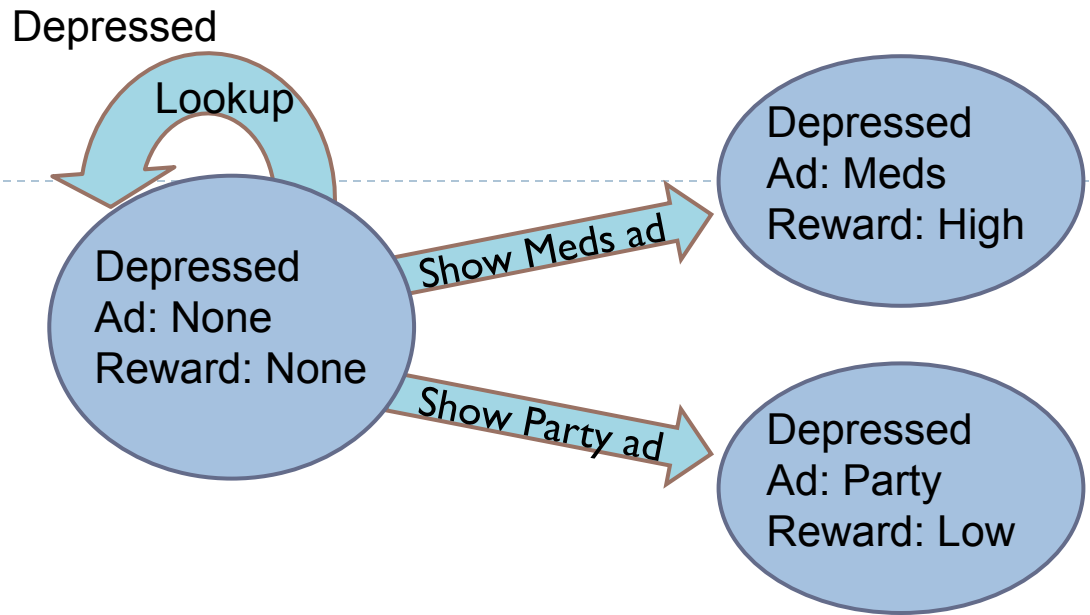 Depressed
Lookup
Depressed
Ad: None
Reward: None
Show Meds ad
Show Party ad
Depressed
Ad: Meds
Reward: High
Depressed
Ad: Party
Reward: Low